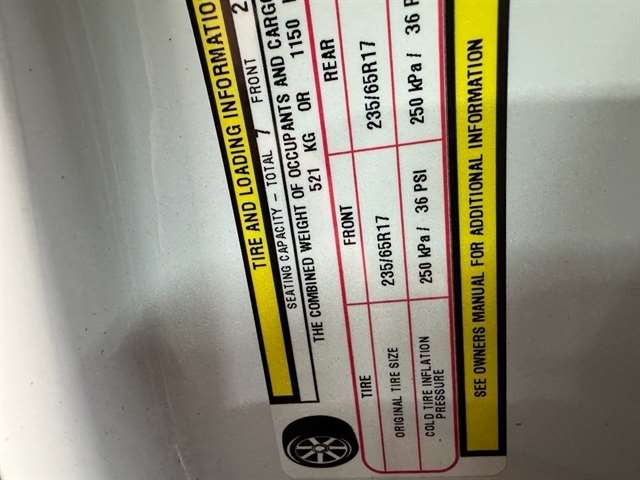 TIRE AND LOADING INFORMATIO
SEATING CAPACITY - TOTAL 7 FRONT 2
THE COMBINED WEIGHT OF OCCUPANTS AND CARGO
521 KG OR 1150
TIRE FRONT REAR
ORIGINAL TIRE SIZE 235/65R17 235/65R17
COLD TIRE INFLATION PRESSURE 250 kPa/ 36 PSI 250 kPa/ 36 P
SEE OWNERS MANUAL FOR ADDITIONAL INFORMATION